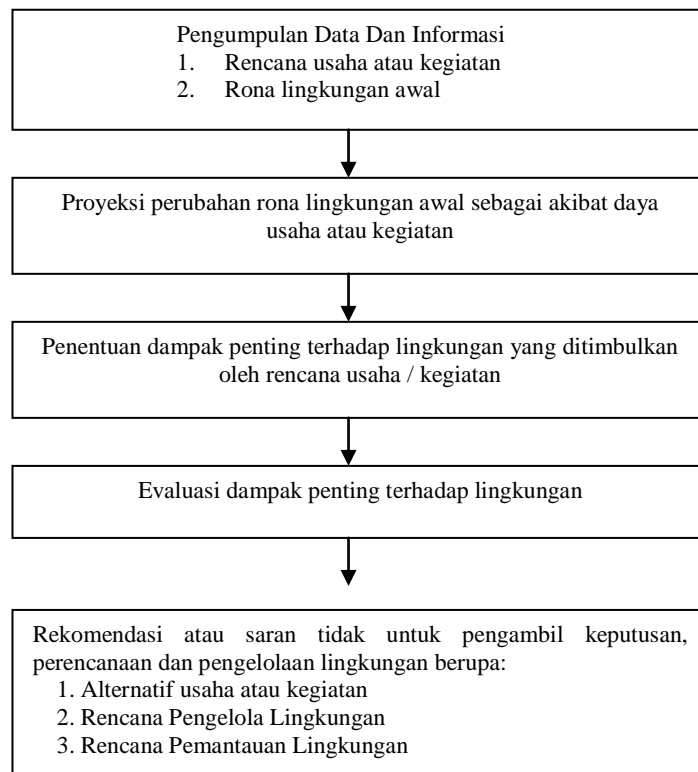 Pengumpulan Data Dan Informasi
1. Rencana usaha atau kegiatan
2. Rona lingkungan awal
Proyeksi perubahan rona lingkungan awal sebagai akibat daya
usaha atau kegiatan
Penentuan dampak penting terhadap lingkungan yang ditimbulkan
oleh rencana usaha / kegiatan
Evaluasi dampak penting terhadap lingkungan
Rekomendasi atau saran tidak untuk pengambil keputusan,
perencanaan dan pengelolaan lingkungan berupa:
1. Alternatif usaha atau kegiatan
2. Rencana Pengelola Lingkungan
3. Rencana Pemantauan Lingkungan